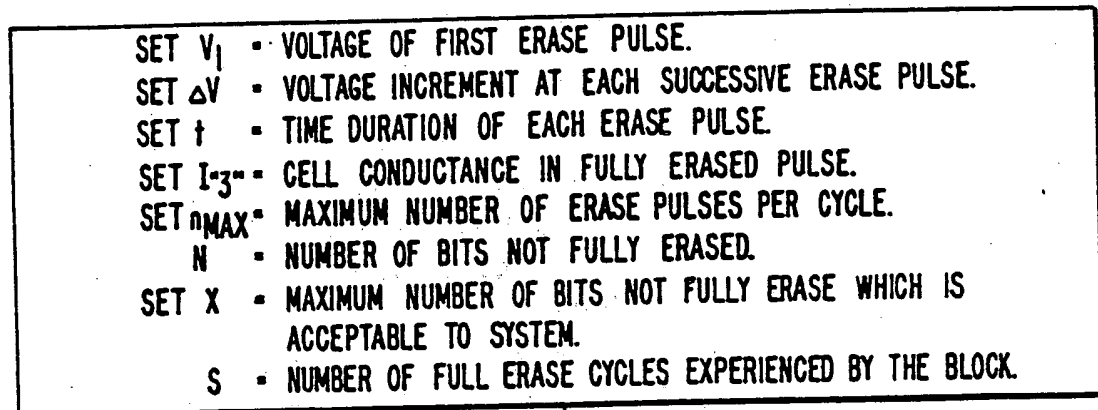 SET V1 = VOLTAGE OF FIRST ERASE PULSE.
SET △V = VOLTAGE INCREMENT AT EACH SUCCESSIVE ERASE PULSE.
SET t = TIME DURATION OF EACH ERASE PULSE.
SET I"3" = CELL CONDUCTANCE IN FULLY ERASED PULSE.
SET nMAX = MAXIMUM NUMBER OF ERASE PULSES PER CYCLE.
N = NUMBER OF BITS NOT FULLY ERASED.
SET X = MAXIMUM NUMBER OF BITS NOT FULLY ERASE WHICH IS
ACCEPTABLE TO SYSTEM.
S = NUMBER OF FULL ERASE CYCLES EXPERIENCED BY THE BLOCK.